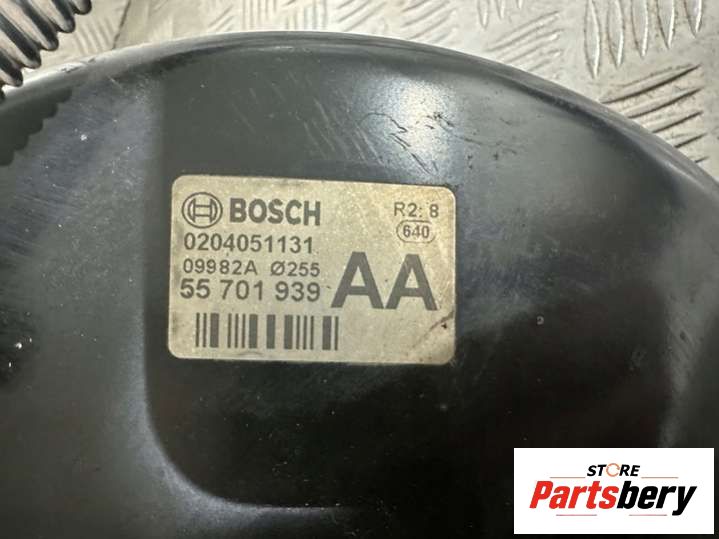 BOSCH R2: 8
0204051131 640
09982A Ø255
55 701 939 AA
STORE
Partsbery